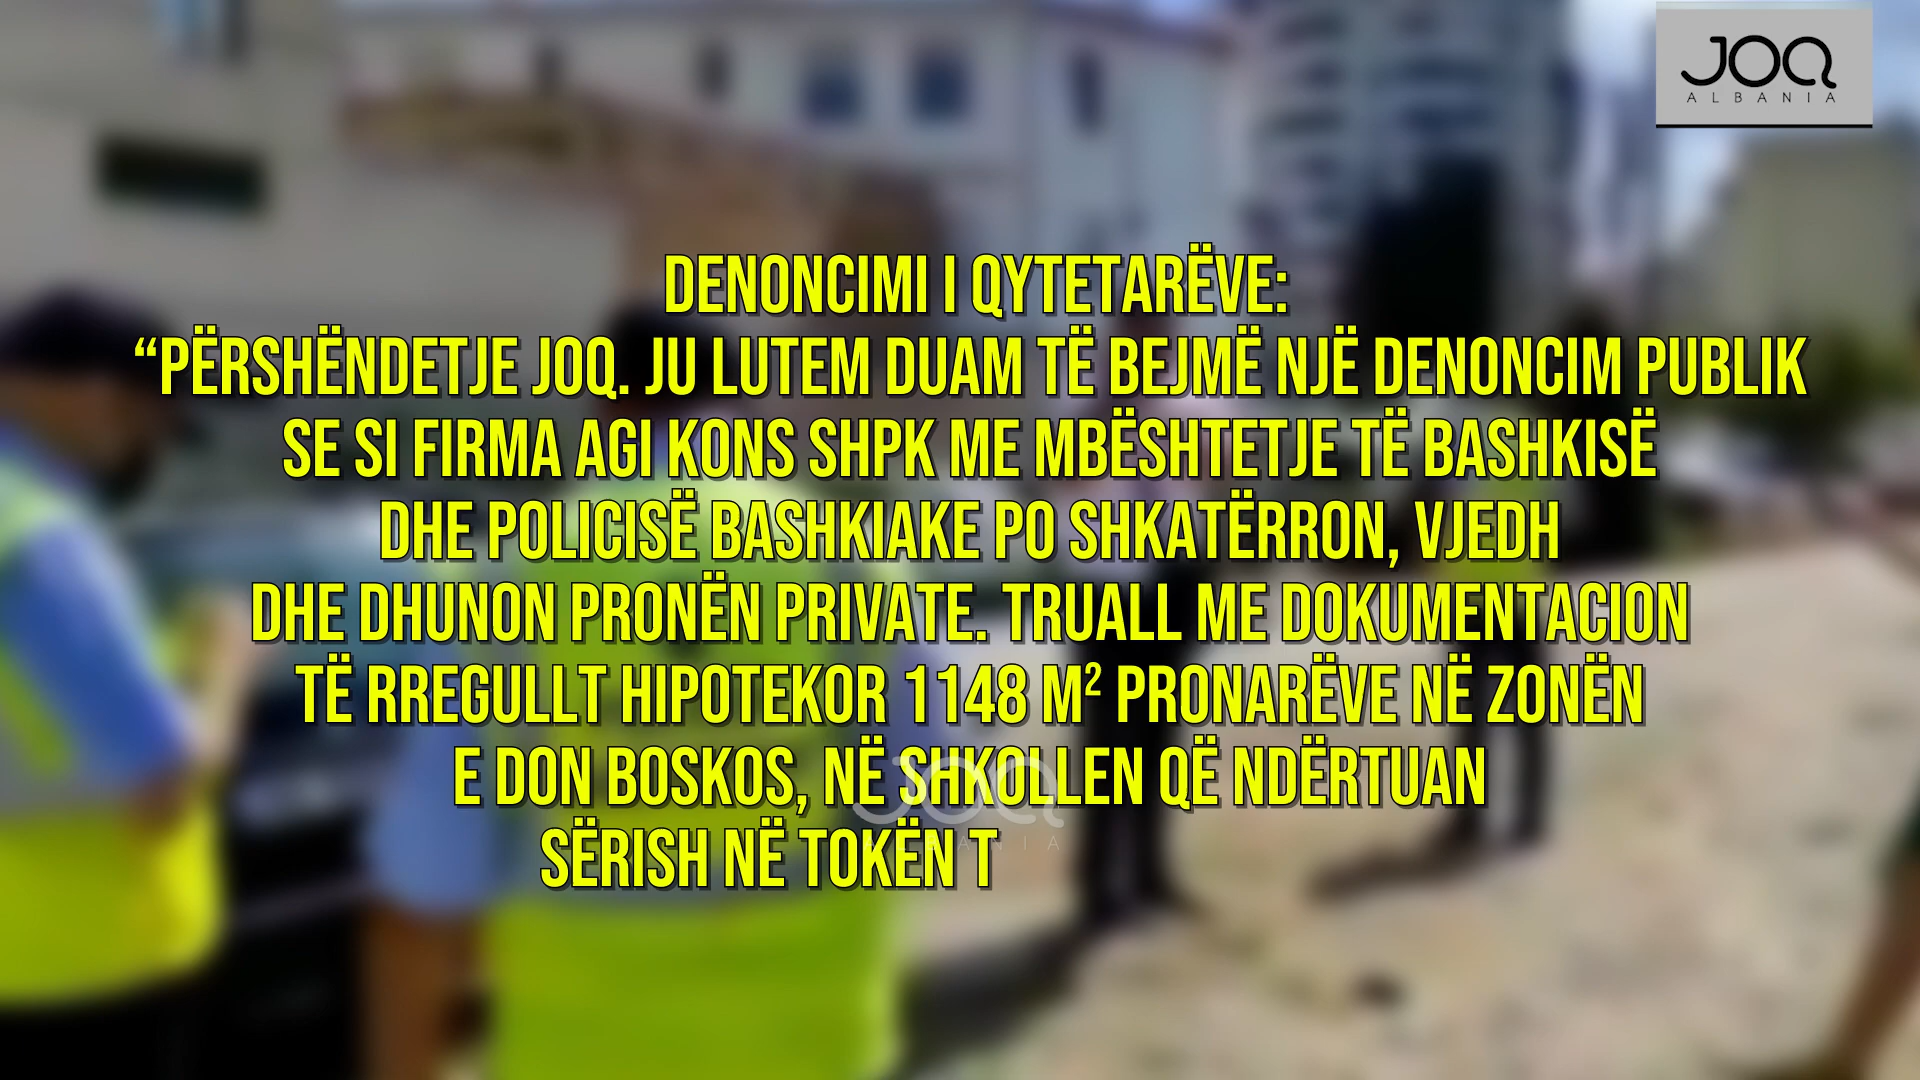 JOQ
ALBANIA
DENONCIMI I QYTETARËVE:
“PËRSHËNDETJE JOQ. JU LUTEM DUAM TË BEJMË NJË DENONCIM PUBLIK
SE SI FIRMA AGI KONS SHPK ME MBËSHTETJE TË BASHKISË
DHE POLICISË BASHKIAKE PO SHKATËRRON, VJEDH
DHE DHUNON PRONËN PRIVATE. TRUALL ME DOKUMENTACION
TË RREGULLT HIPOTEKOR 1148 M² PRONARËVE NË ZONËN
E DON BOSKOS, NË SHKOLLEN QË NDËRTUAN
SËRISH NË TOKËN T
JOQ
ALBANIA